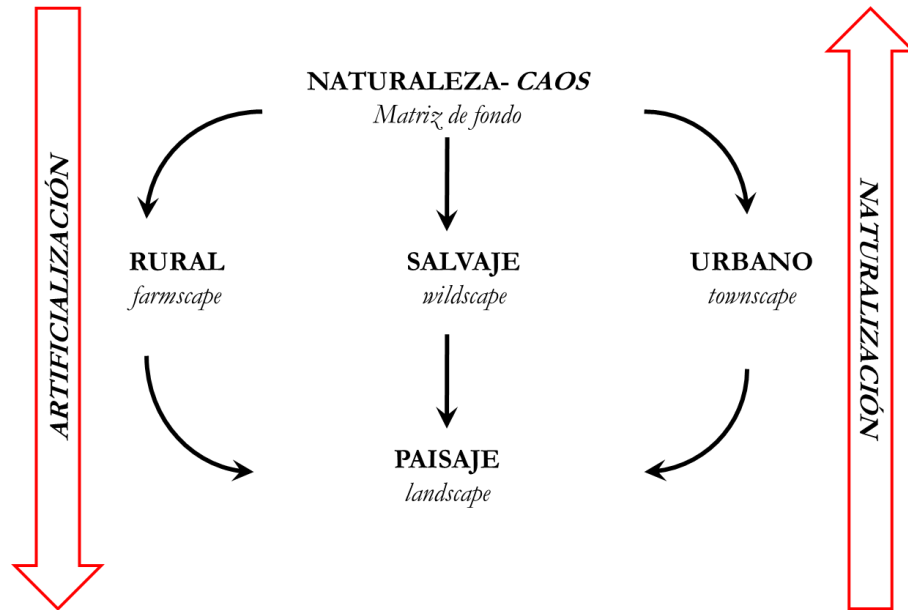 NATURALEZA- CAOS
Matriz de fondo
ARTIFICIALIZACIÓN
NATURALIZACIÓN
RURAL
farmscape
SALVAJE
wildscape
URBANO
townscape
PAISAJE
landscape